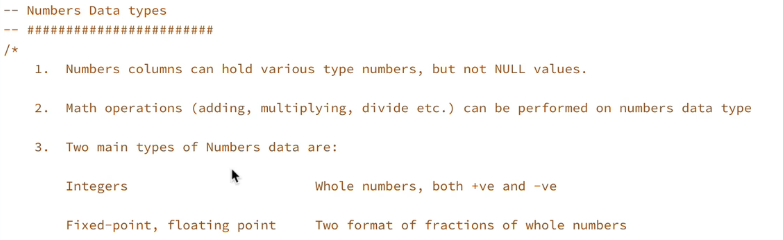 -- Numbers Data types
-- ########################
/*
1. Numbers columns can hold various type numbers, but not NULL values.
2. Math operations (adding, multiplying, divide etc.) can be performed on numbers data type
3. Two main types of Numbers data are:
Integers Whole numbers, both +ve and -ve
Fixed-point, floating point Two format of fractions of whole numbers